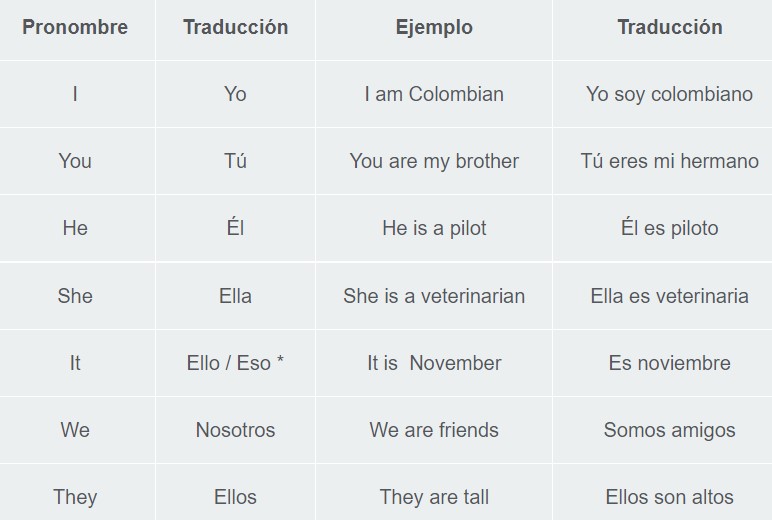 Pronombre Traducción Ejemplo Traducción
I Yo I am Colombian Yo soy colombiano
You Tú You are my brother Tú eres mi hermano
He Él He is a pilot Él es piloto
She Ella She is a veterinarian Ella es veterinaria
It Ello / Eso * It is  November Es noviembre
We Nosotros We are friends Somos amigos
They Ellos They are tall Ellos son altos